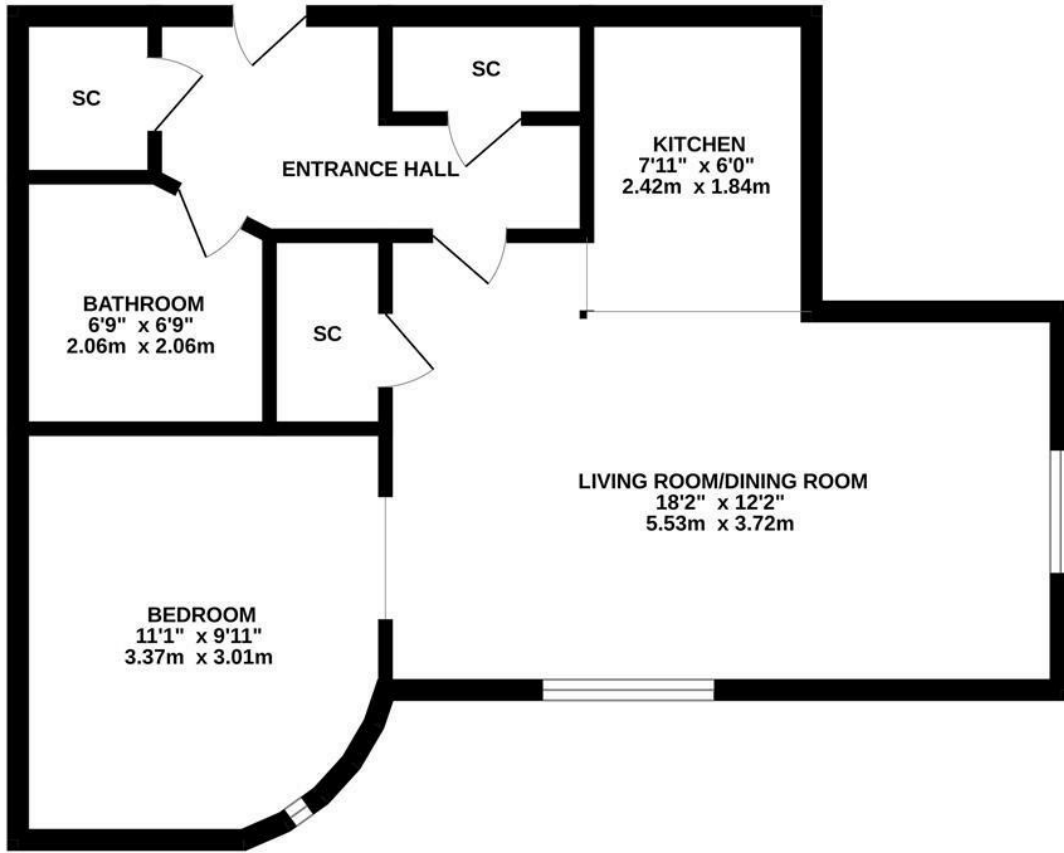 SC
SC
KITCHEN
7'11" x 6'0"
2.42m x 1.84m
ENTRANCE HALL
BATHROOM
6'9" x 6'9"
2.06m x 2.06m
SC
LIVING ROOM/DINING ROOM
18'2" x 12'2"
5.53m x 3.72m
BEDROOM
11'1" x 9'11"
3.37m x 3.01m